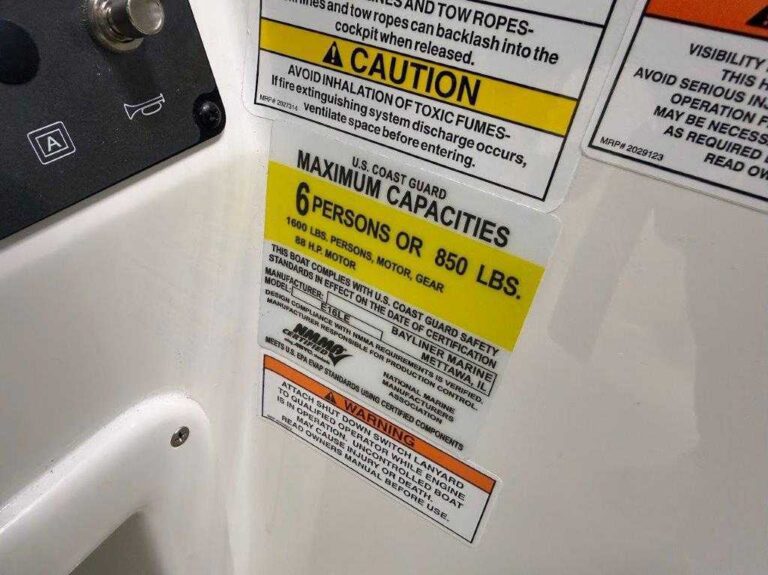 AND TOW ROPES-
lines and tow ropes can backlash into the
cockpit when released.
CAUTION
AVOID INHALATION OF TOXIC FUMES-
If fire extinguishing system discharge occurs,
ventilate space before entering.
MRP# 2027314
VISIBILITY
THIS
AVOID SERIOUS
OPERATION
MAY BE
AS REQUIRED
READ
MRP# 2029123
A
U.S. COAST GUARD
MAXIMUM CAPACITIES
6 PERSONS OR 850 LBS.
1600 LBS. PERSONS, MOTOR, GEAR
88 H.P. MOTOR
THIS BOAT COMPLIES WITH U.S. COAST GUARD SAFETY
STANDARDS IN EFFECT ON THE DATE OF CERTIFICATION
MANUFACTURER: BAYLINER MARINE
METTAWA, IL
MODEL: E16LE
DESIGN COMPLIANCE WITH NMMA REQUIREMENTS IS VERIFIED.
MANUFACTURER RESPONSIBLE FOR PRODUCTION CONTROL.
NMMA
CERTIFIED
NATIONAL MARINE
MANUFACTURERS
ASSOCIATION
MEETS U.S. EPA EVAP STANDARDS USING CERTIFIED COMPONENTS
WARNING
ATTACH SHUT DOWN SWITCH LANYARD
TO QUALIFIED OPERATOR WHILE ENGINE
IS IN OPERATION. UNCONTROLLED BOAT
MAY CAUSE INJURY OR DEATH.
READ OWNERS MANUAL BEFORE USE.